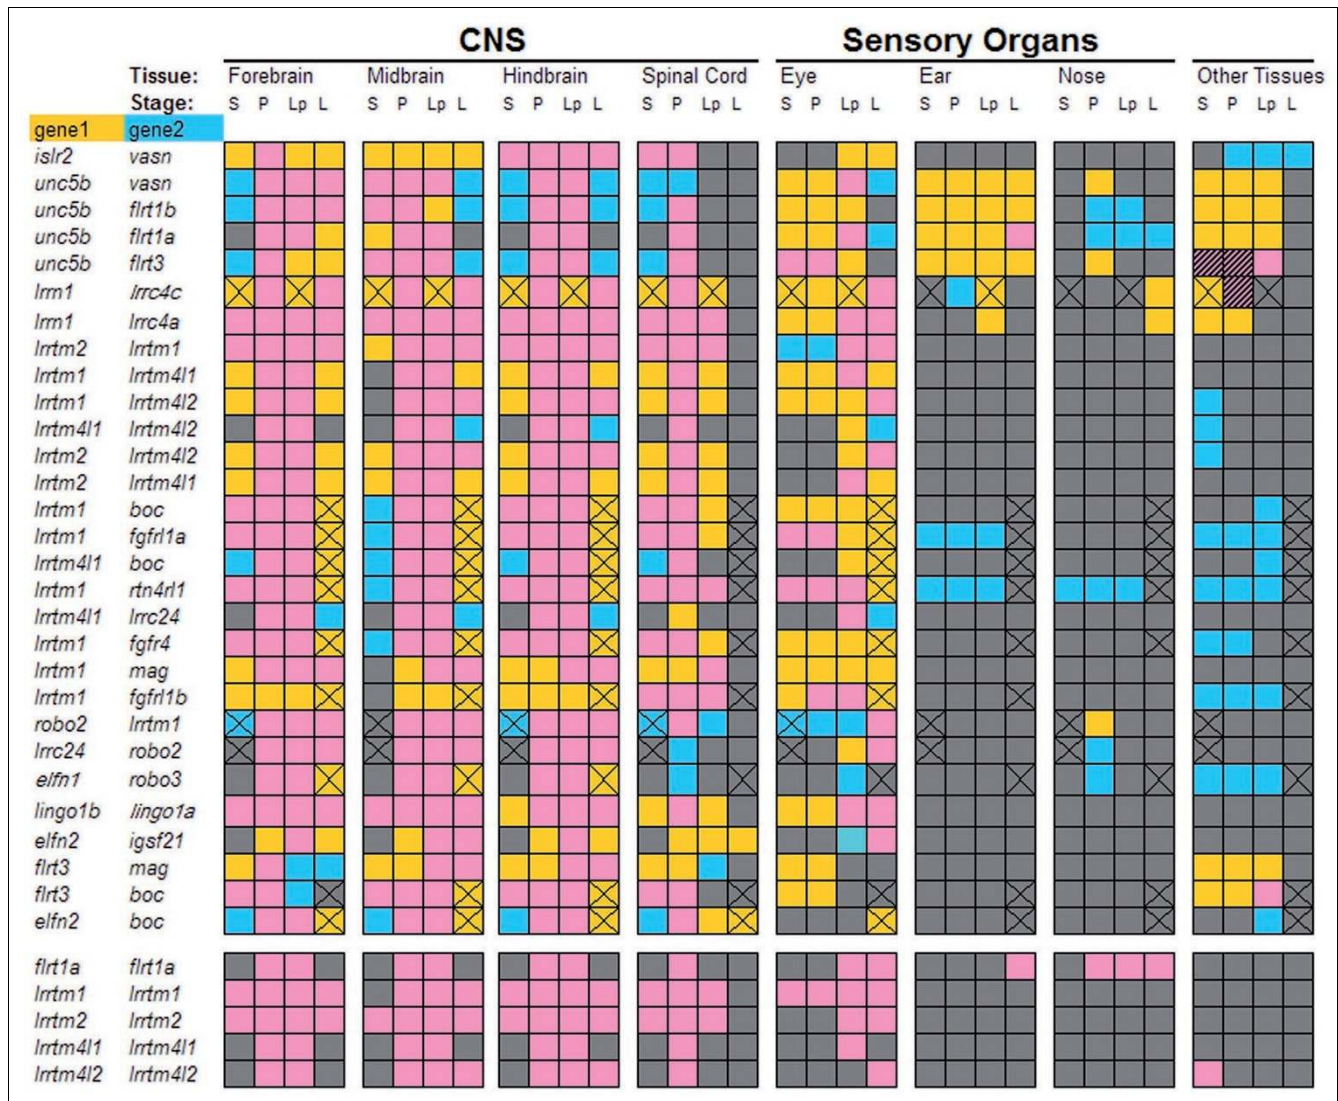 CNS Sensory Organs
Tissue: Forebrain Midbrain Hindbrain Spinal Cord Eye Ear Nose Other Tissues
Stage: S P Lp L S P Lp L S P Lp L S P Lp L S P Lp L S P Lp L S P Lp L S P Lp L
gene1 gene2
islr2 vasn
unc5b vasn
unc5b flrt1b
unc5b flrt1a
unc5b flrt3
lrrn1 lrrc4c
lrrn1 lrrc4a
lrrtm2 lrrtm1
lrrtm1 lrrtm4l1
lrrtm1 lrrtm4l2
lrrtm4l1 lrrtm4l2
lrrtm2 lrrtm4l2
lrrtm2 lrrtm4l1
lrrtm1 boc
lrrtm1 fgfrl1a
lrrtm4l1 boc
lrrtm1 rtn4rl1
lrrtm4l1 lrrc24
lrrtm1 fgfr4
lrrtm1 mag
lrrtm1 fgfrl1b
robo2 lrrtm1
lrrc24 robo2
elfn1 robo3
lingo1b lingo1a
elfn2 igsf21
flrt3 mag
flrt3 boc
elfn2 boc
flrt1a flrt1a
lrrtm1 lrrtm1
lrrtm2 lrrtm2
lrrtm4l1 lrrtm4l1
lrrtm4l2 lrrtm4l2